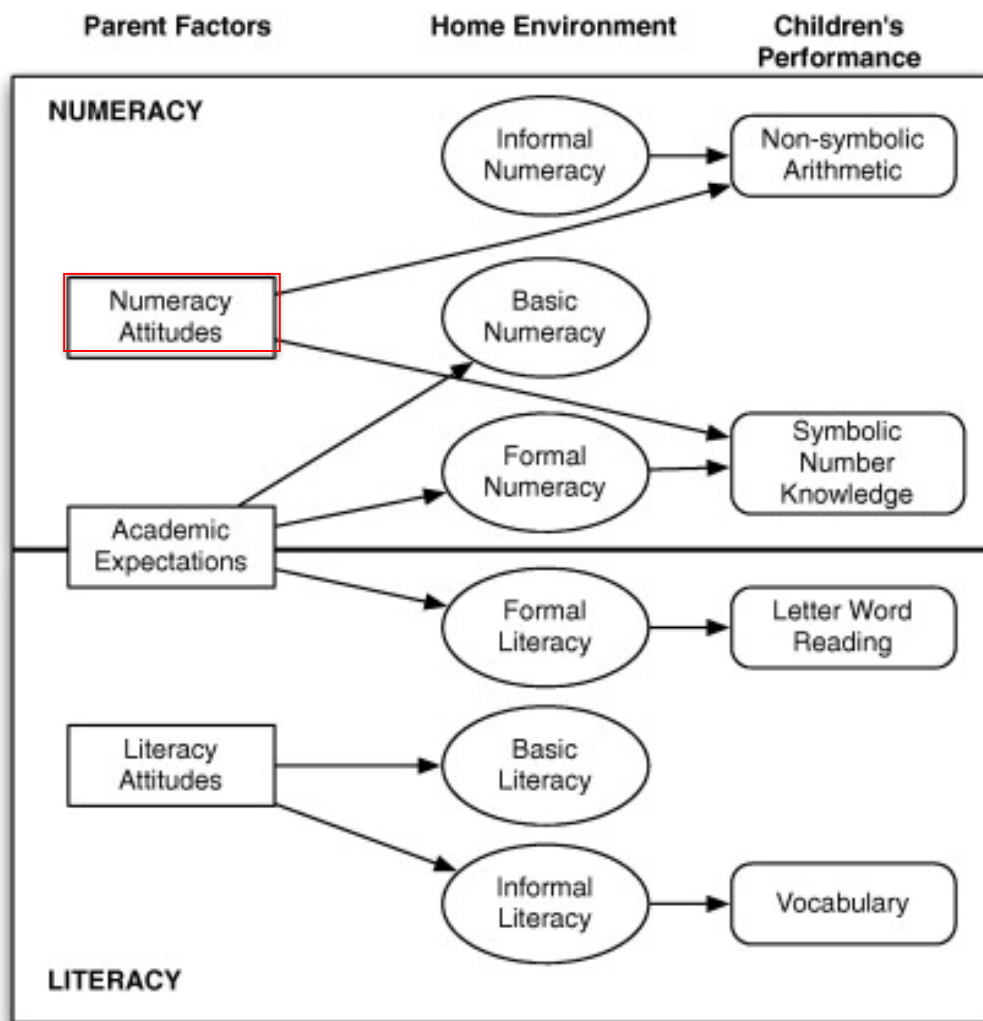 Parent Factors
Home Environment
Children's
Performance
NUMERACY
Informal
Numeracy
Non-symbolic
Arithmetic
Numeracy
Attitudes
Basic
Numeracy
Formal
Numeracy
Symbolic
Number
Knowledge
Academic
Expectations
Formal
Literacy
Letter Word
Reading
Literacy
Attitudes
Basic
Literacy
Informal
Literacy
Vocabulary
LITERACY